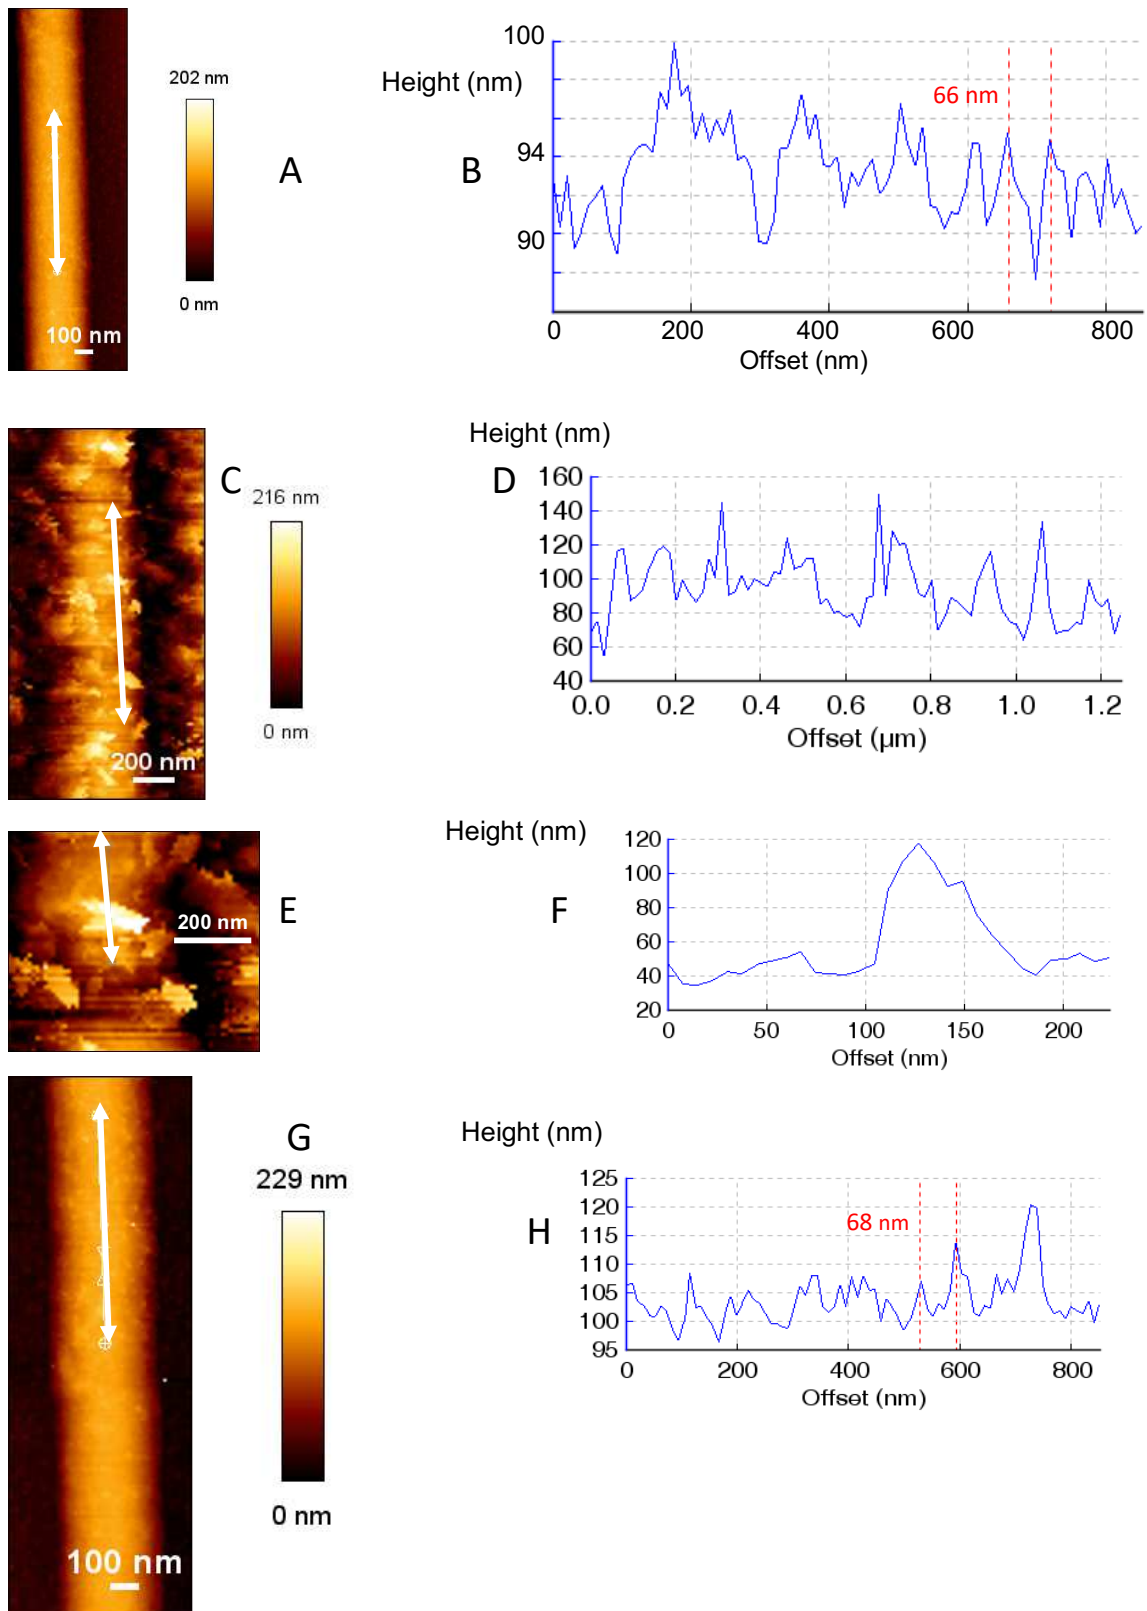 202 nm
0 nm
100 nm
A
B
Height (nm)
100
94
90
66 nm
0 200 400 600 800
Offset (nm)
C
216 nm
0 nm
200 nm
D
Height (nm)
160
140
120
100
80
60
40
0.0 0.2 0.4 0.6 0.8 1.0 1.2
Offset (µm)
200 nm
E
F
Height (nm)
120
100
80
60
40
20
0 50 100 150 200
Offset (nm)
G
229 nm
0 nm
100 nm
H
Height (nm)
125
120
115
110
105
100
95
68 nm
0 200 400 600 800
Offset (nm)